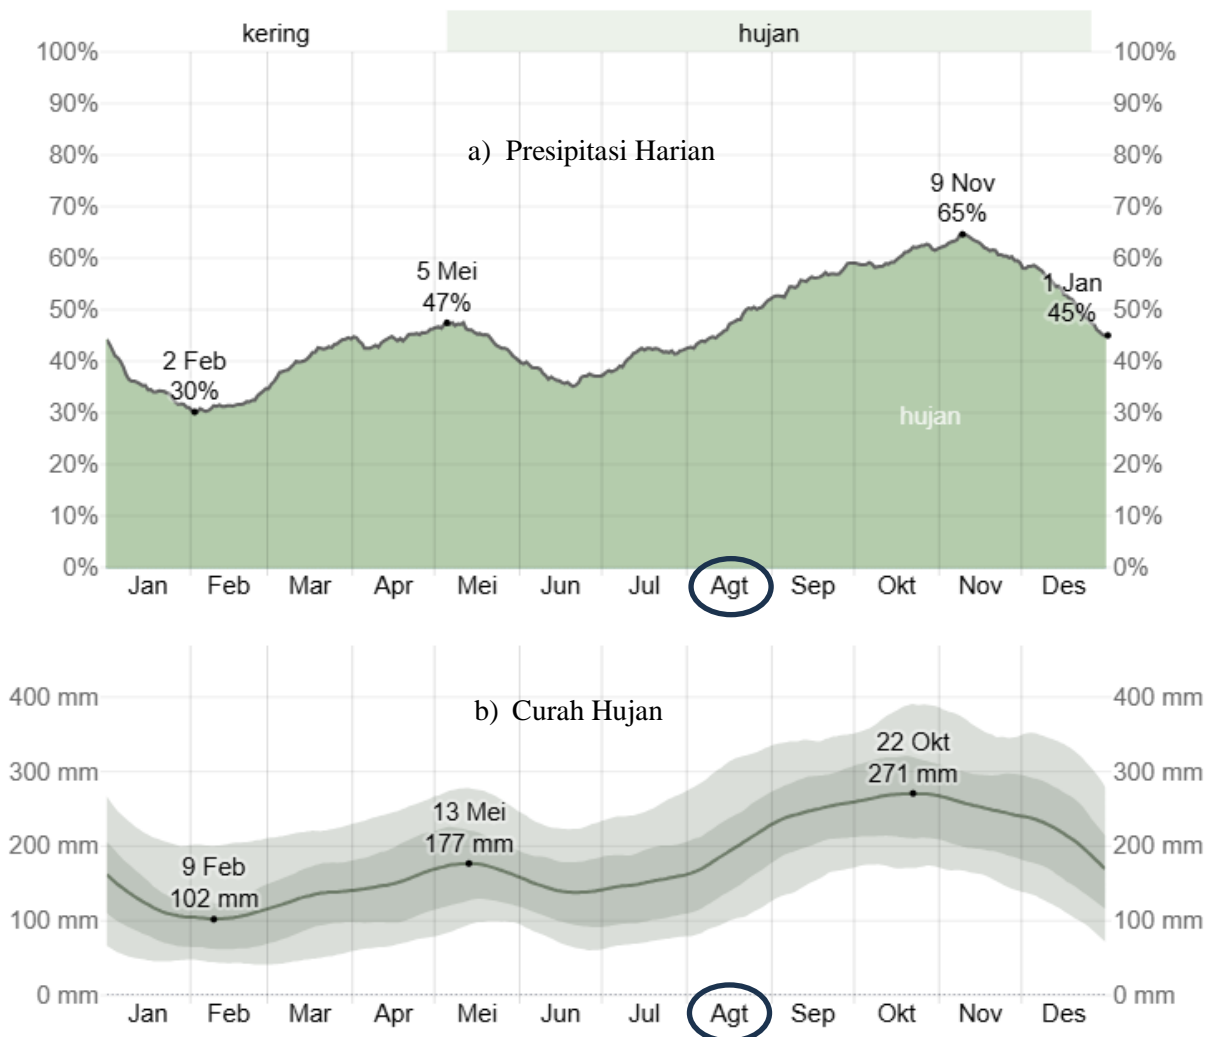 kering hujan
100% 100%
90% 90%
a) Presipitasi Harian
80% 80%
9 Nov
70% 65% 70%
60% 60%
5 Mei
1 Jan
47%
50% 45% 50%
40% 40%
2 Feb
30%
30% hujan 30%
20% 20%
10% 10%
0% 0%
Jan Feb Mar Apr Mei Jun Jul Agt Sep Okt Nov Des
400 mm 400 mm
b) Curah Hujan
22 Okt
300 mm 271 mm 300 mm
13 Mei
200 mm 177 mm 200 mm
9 Feb
102 mm
100 mm 100 mm
0 mm 0 mm
Jan Feb Mar Apr Mei Jun Jul Agt Sep Okt Nov Des